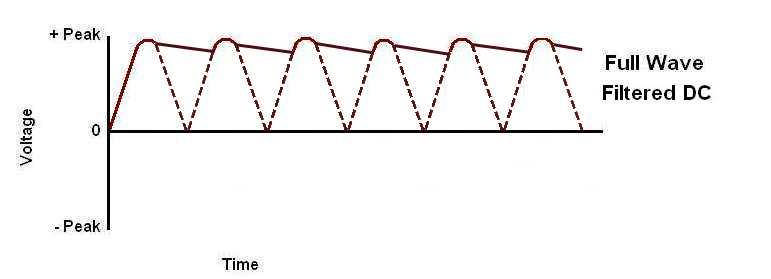 + Peak
Full Wave
Filtered DC
Voltage
0
- Peak
Time